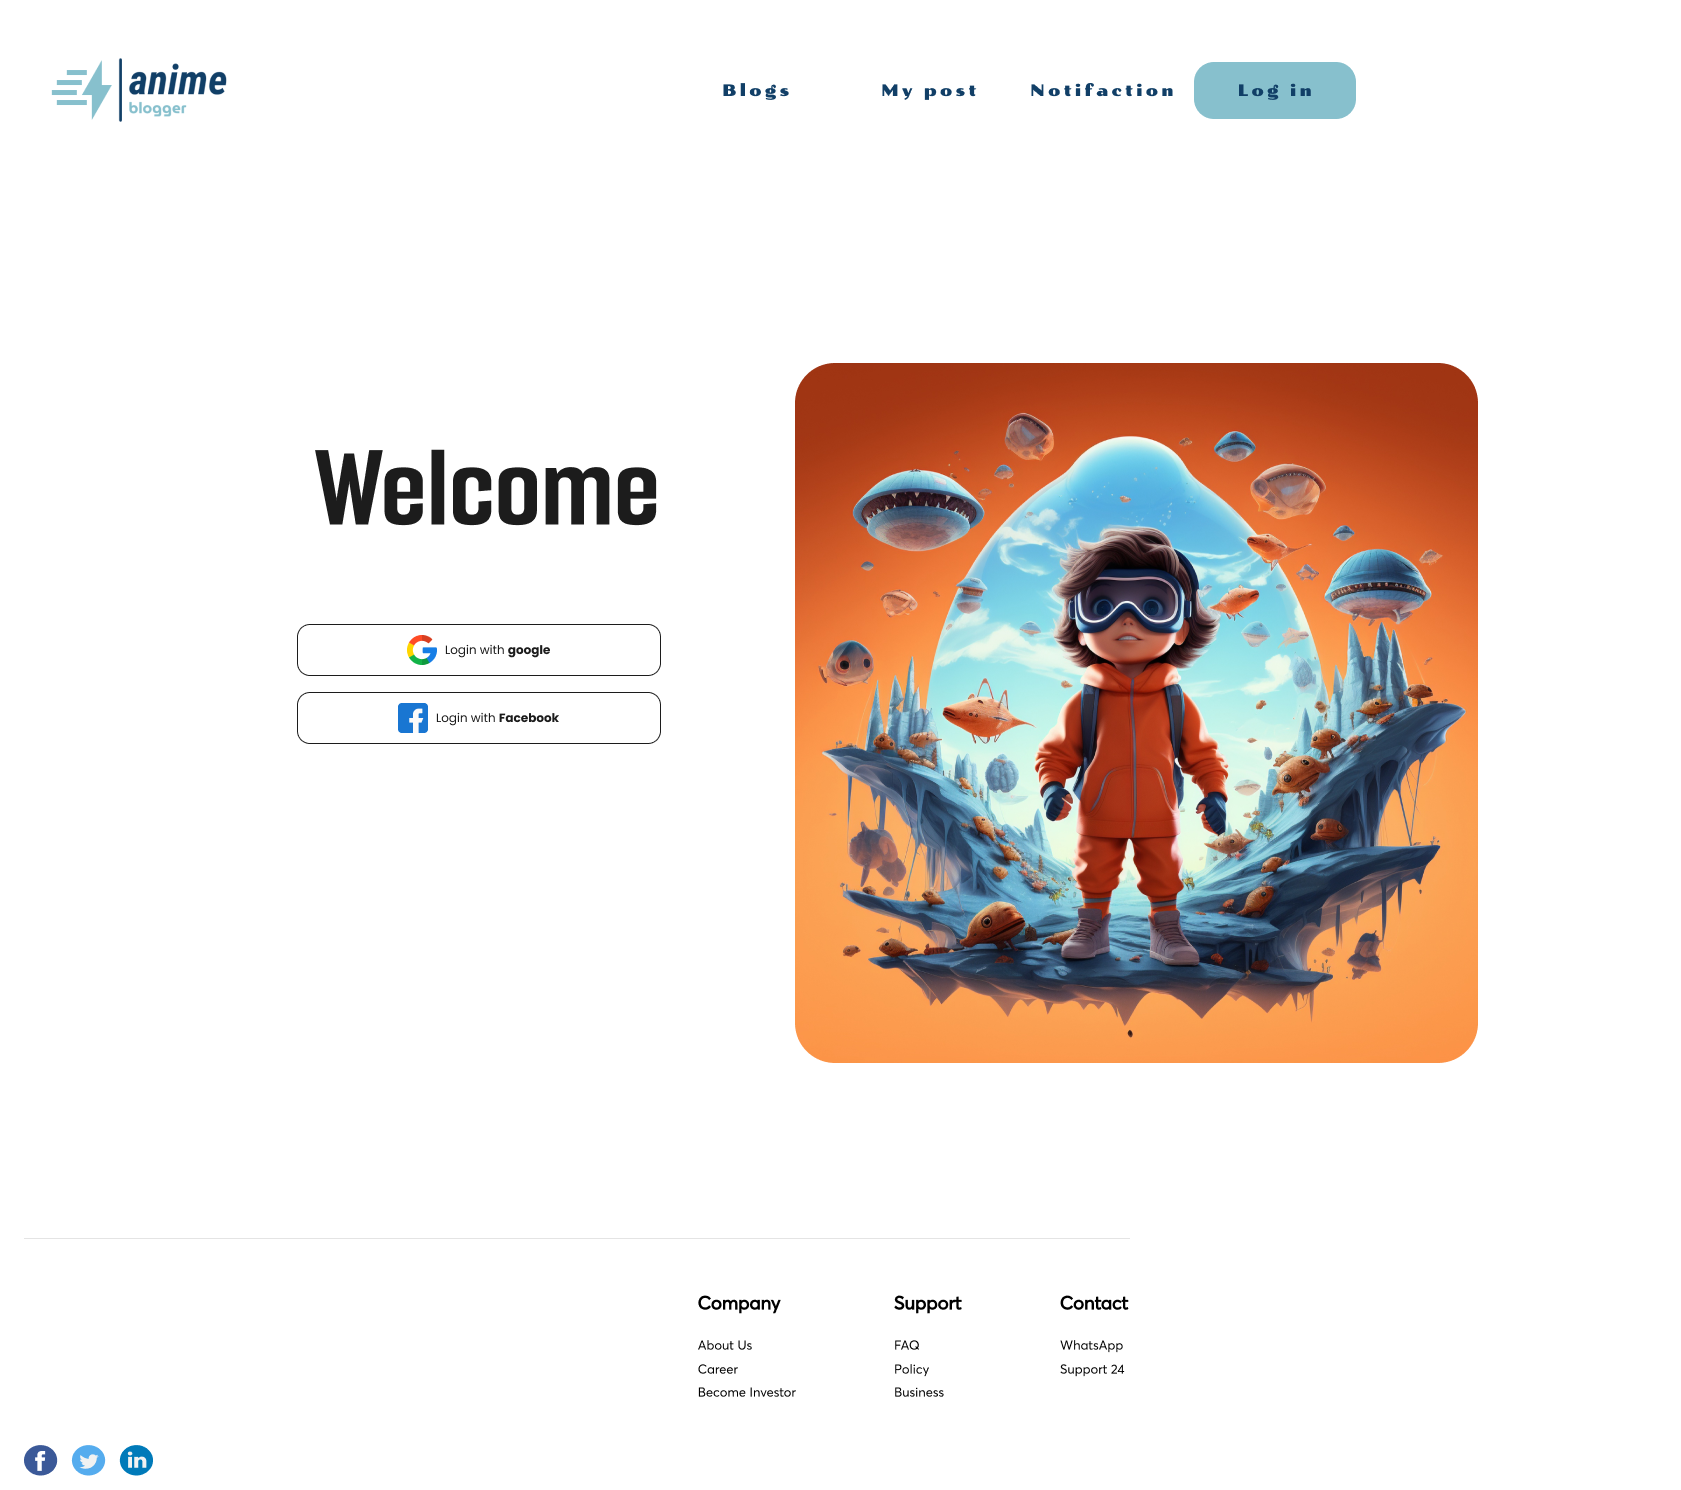 anime
blogger
Blogs
My post
Notifaction
Log in
Welcome
Login with google
Login with Facebook
Company
About Us
Career
Become Investor
Support
FAQ
Policy
Business
Contact
WhatsApp
Support 24